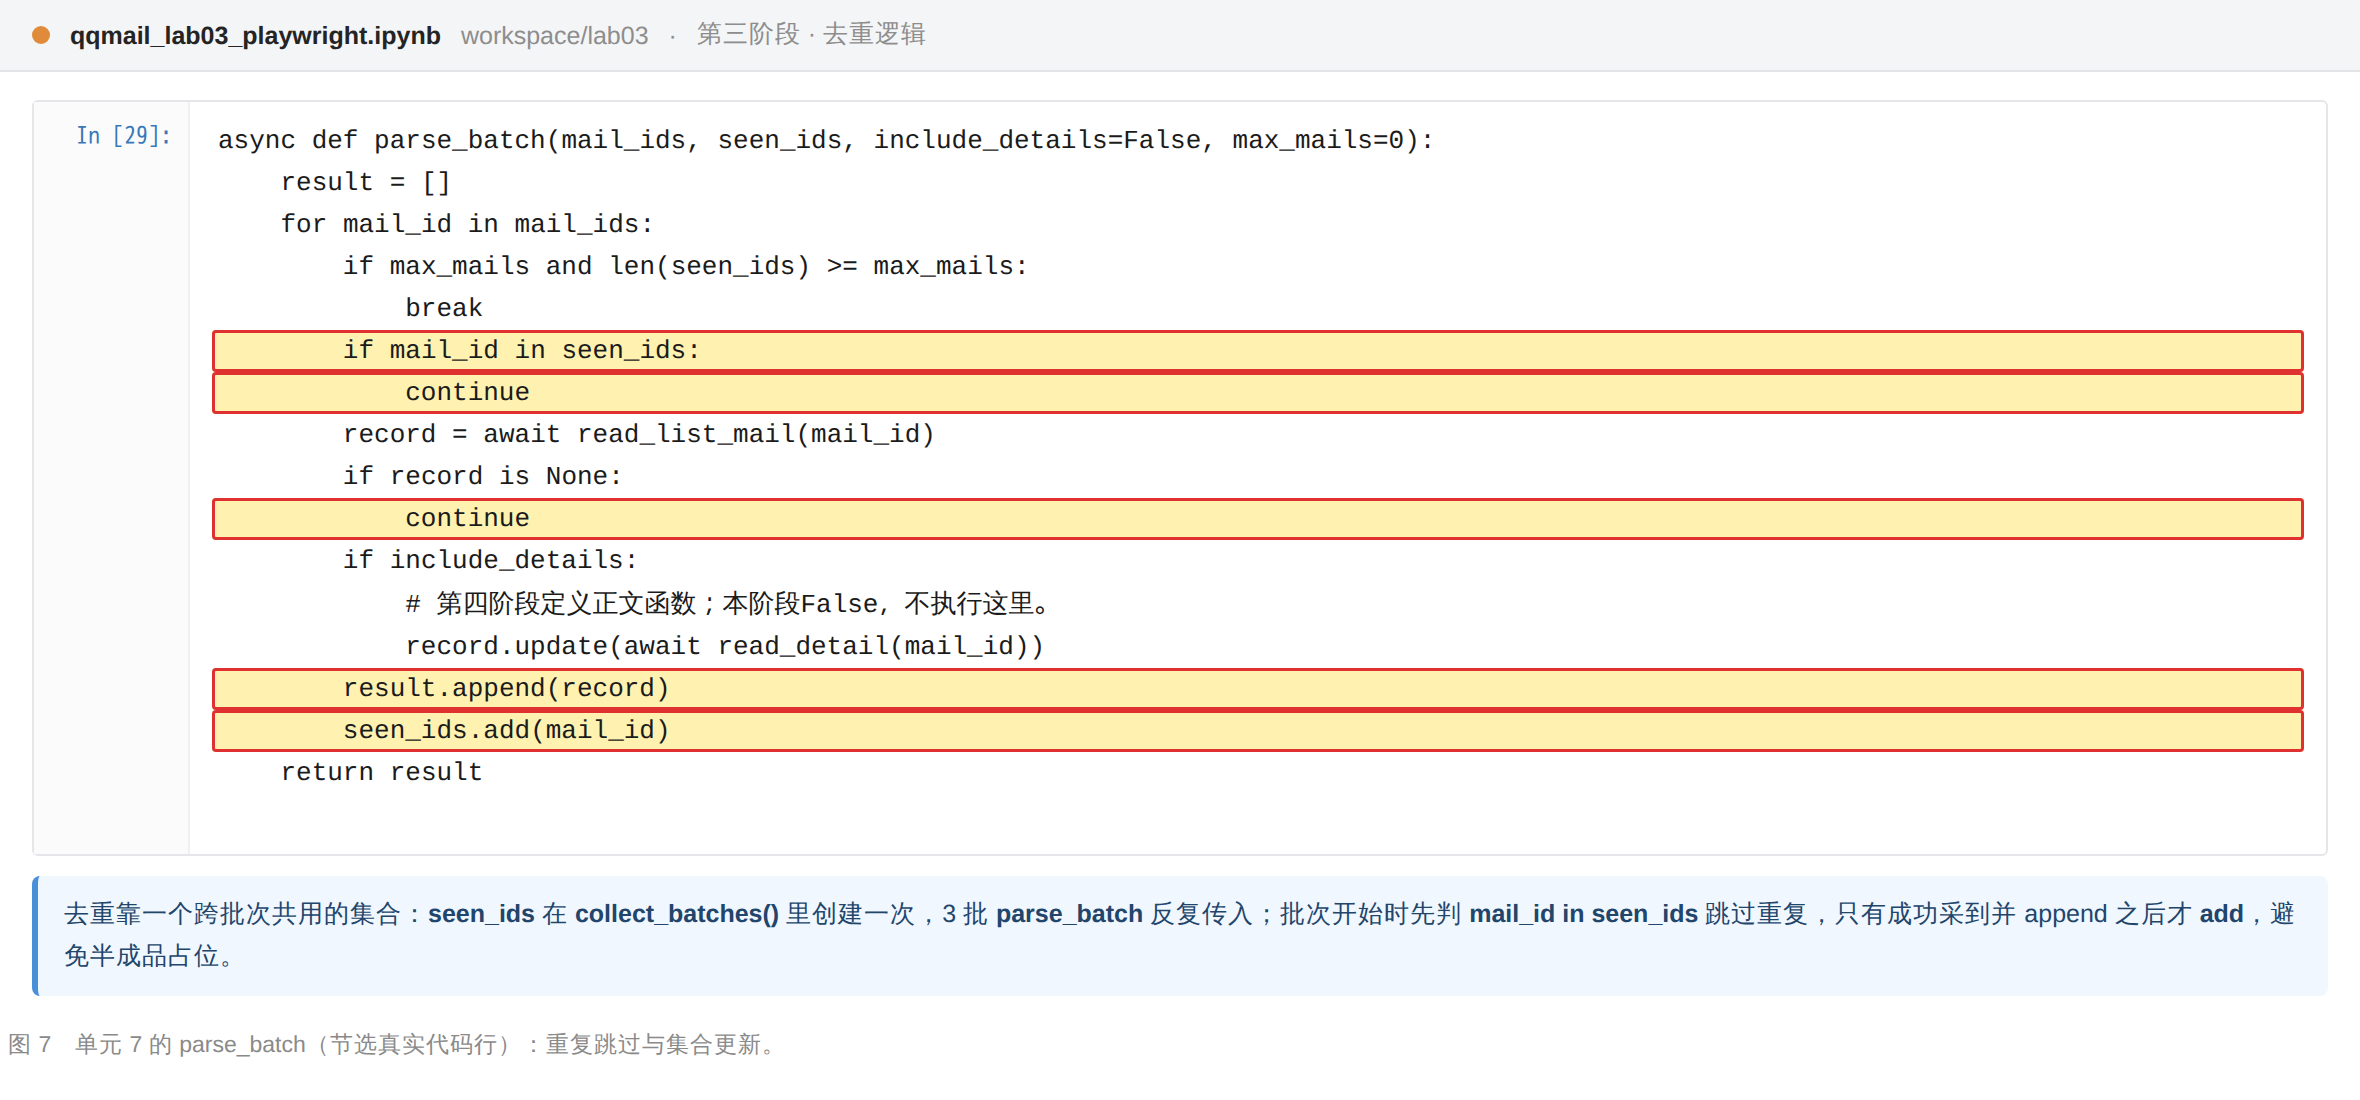 qqmail_lab03_playwright.ipynb workspace/lab03 · 第三阶段 · 去重逻辑
In [29]:
async def parse_batch(mail_ids, seen_ids, include_details=False, max_mails=0):
    result = []
    for mail_id in mail_ids:
        if max_mails and len(seen_ids) >= max_mails:
            break
        if mail_id in seen_ids:
            continue
        record = await read_list_mail(mail_id)
        if record is None:
            continue
        if include_details:
            # 第四阶段定义正文函数；本阶段False，不执行这里。
            record.update(await read_detail(mail_id))
        result.append(record)
        seen_ids.add(mail_id)
    return result
去重靠一个跨批次共用的集合：seen_ids 在 collect_batches() 里创建一次，3 批 parse_batch 反复传入；批次开始时先判 mail_id in seen_ids 跳过重复，只有成功采到并 append 之后才 add，避
免半成品占位。
图 7　单元 7 的 parse_batch（节选真实代码行）：重复跳过与集合更新。